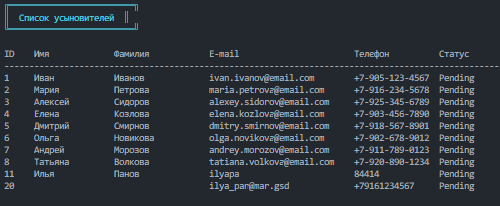 Список усыновителей
ID Имя Фамилия E-mail Телефон Статус
1 Иван Иванов ivan.ivanov@email.com +7-905-123-4567 Pending
2 Мария Петрова maria.petrova@email.com +7-916-234-5678 Pending
3 Алексей Сидоров alexey.sidorov@email.com +7-925-345-6789 Pending
4 Елена Козлова elena.kozlova@email.com +7-903-456-7890 Pending
5 Дмитрий Смирнов dmitry.smirnov@email.com +7-918-567-8901 Pending
6 Ольга Новикова olga.novikova@email.com +7-902-678-9012 Pending
7 Андрей Морозов andrey.morozov@email.com +7-911-789-0123 Pending
8 Татьяна Волкова tatiana.volkova@email.com +7-920-890-1234 Pending
11 Илья Панов ilyapa 84414 Pending
20 ilya_par@mar.gsd +79161234567 Pending